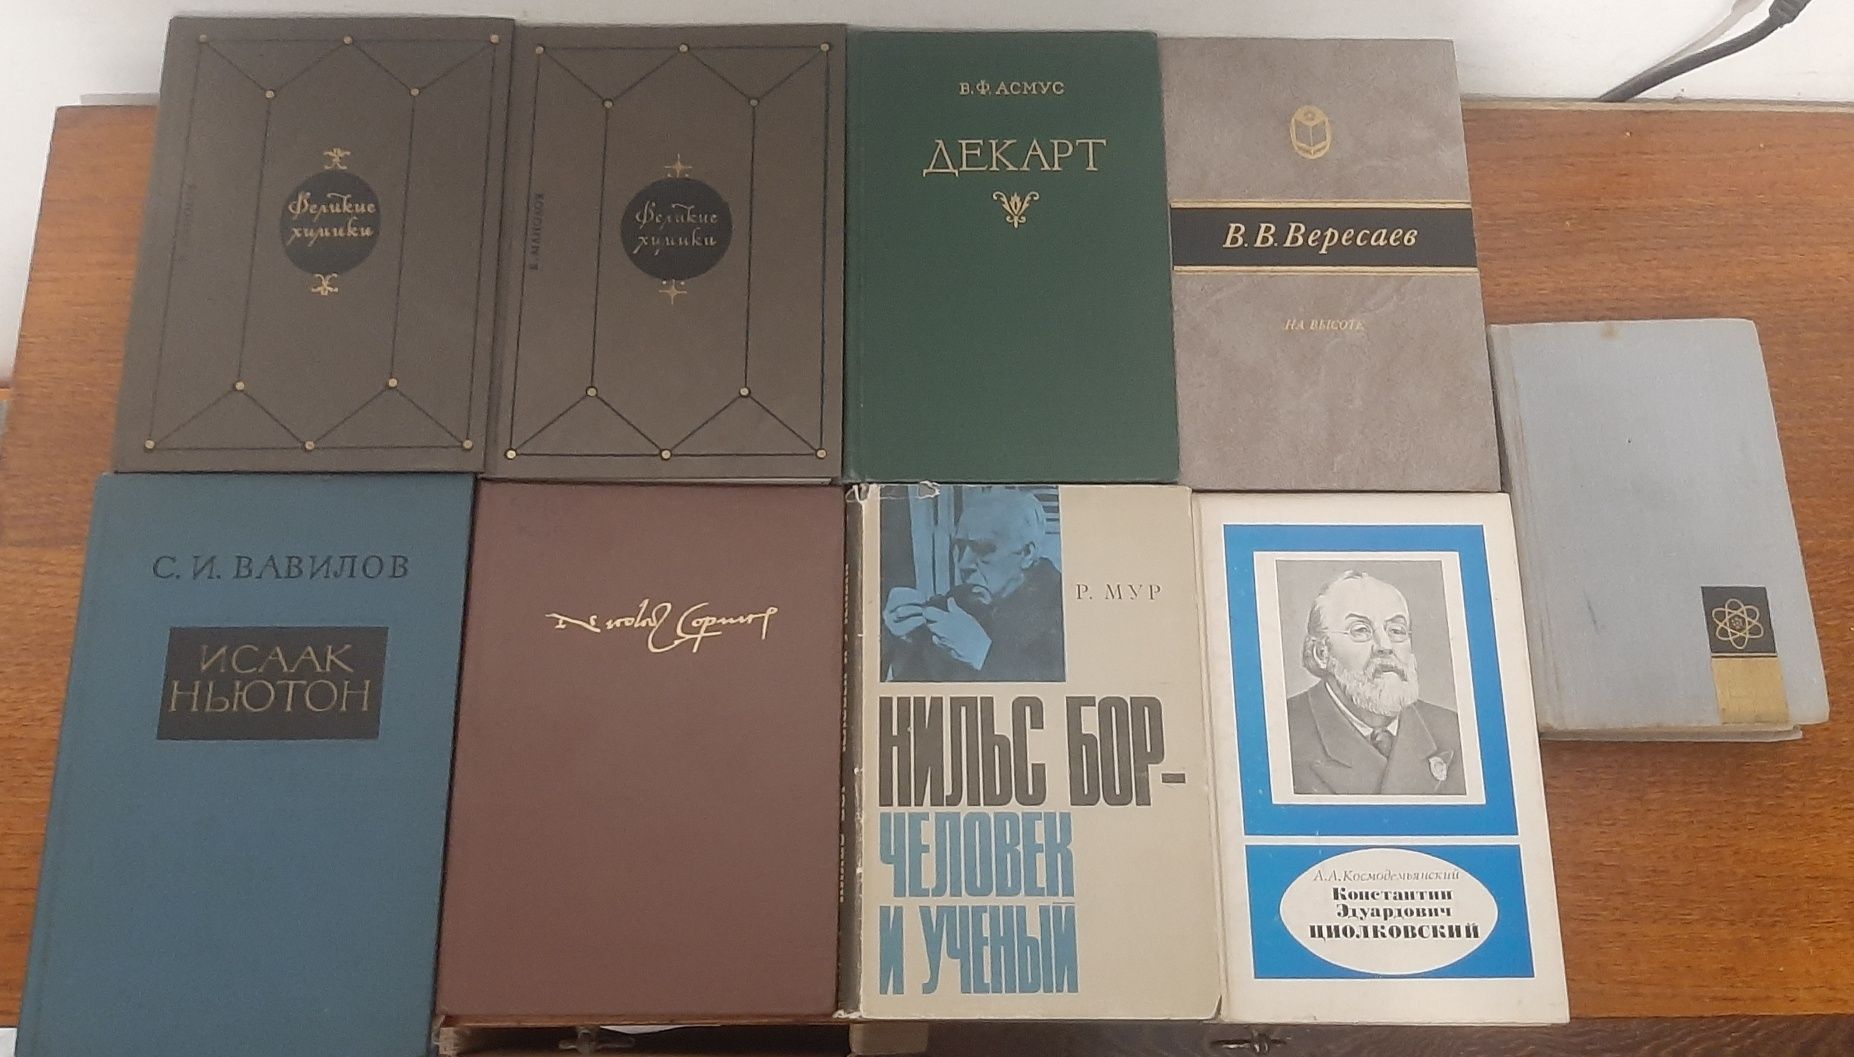 Великие
химики
Великие
химики
К. МАНОЛОВ
В. Ф. АСМУС
ДЕКАРТ
В. В. Вересаев
НА ВЫСОТЕ
С. И. ВАВИЛОВ
ИСААК
НЬЮТОН
Р. МУР
НИЛЬС БОР-
ЧЕЛОВЕК
И УЧЕНЫЙ
А.А.Космодемьянский
Константин
Эдуардович
ЦИОЛКОВСКИЙ